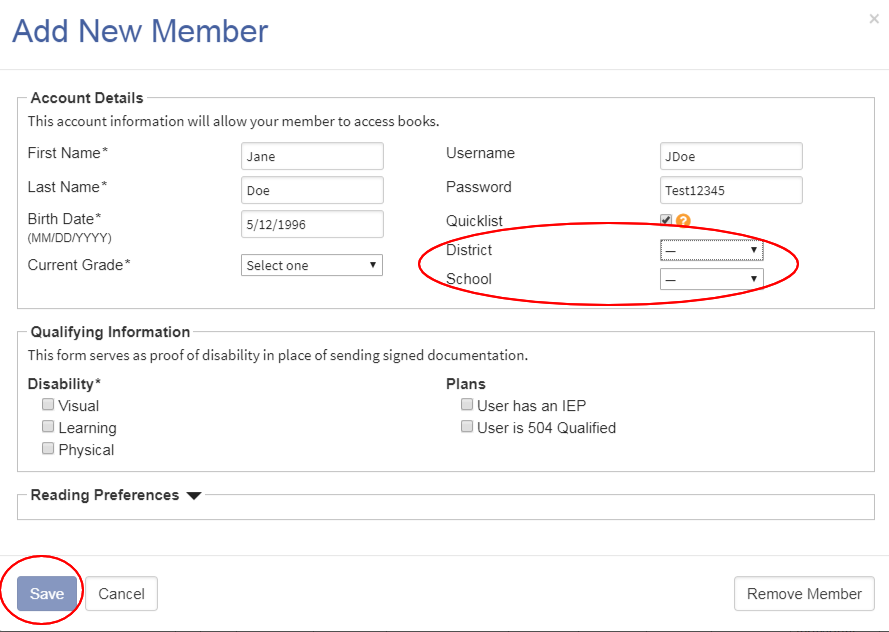 Add New Member
×
Account Details
This account information will allow your member to access books.
First Name* Jane Username JDoe
Last Name* Doe Password Test12345
Birth Date* 5/12/1996 Quicklist ?
(MM/DD/YYYY)
District —
Current Grade* Select one
School —
Qualifying Information
This form serves as proof of disability in place of sending signed documentation.
Disability* Plans
Visual User has an IEP
Learning User is 504 Qualified
Physical
Reading Preferences
Save Cancel Remove Member